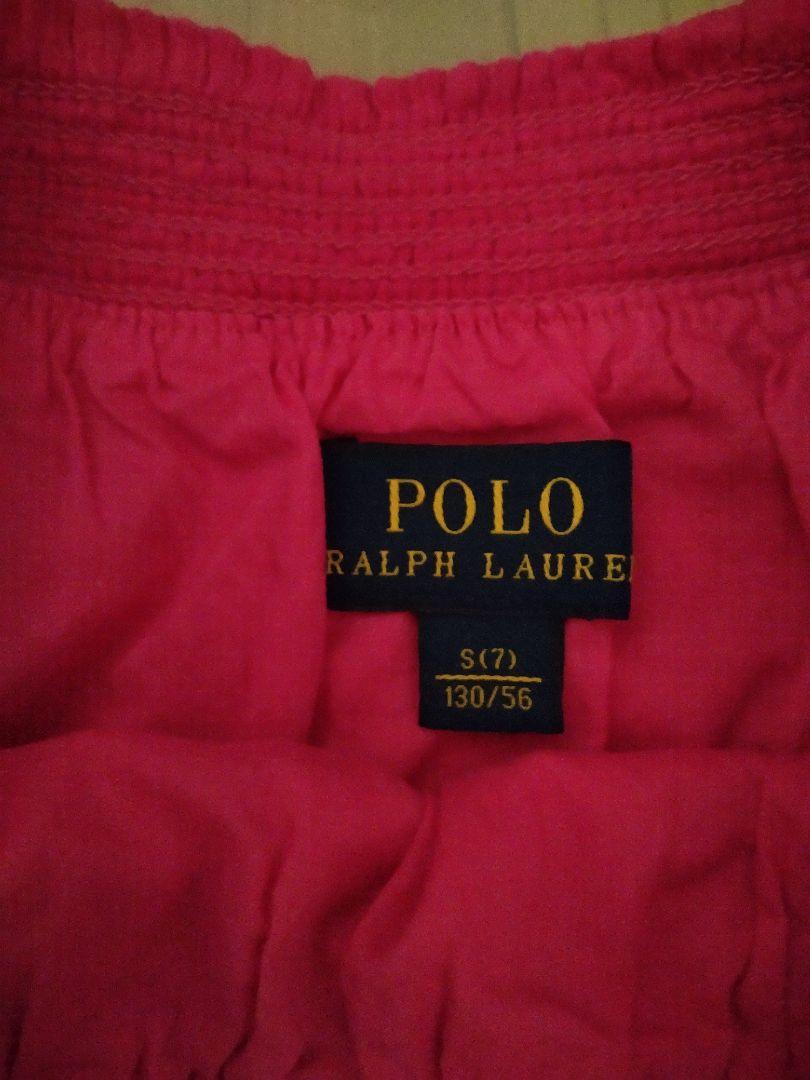 POLO
RALPH LAURE
S(7)
130/56